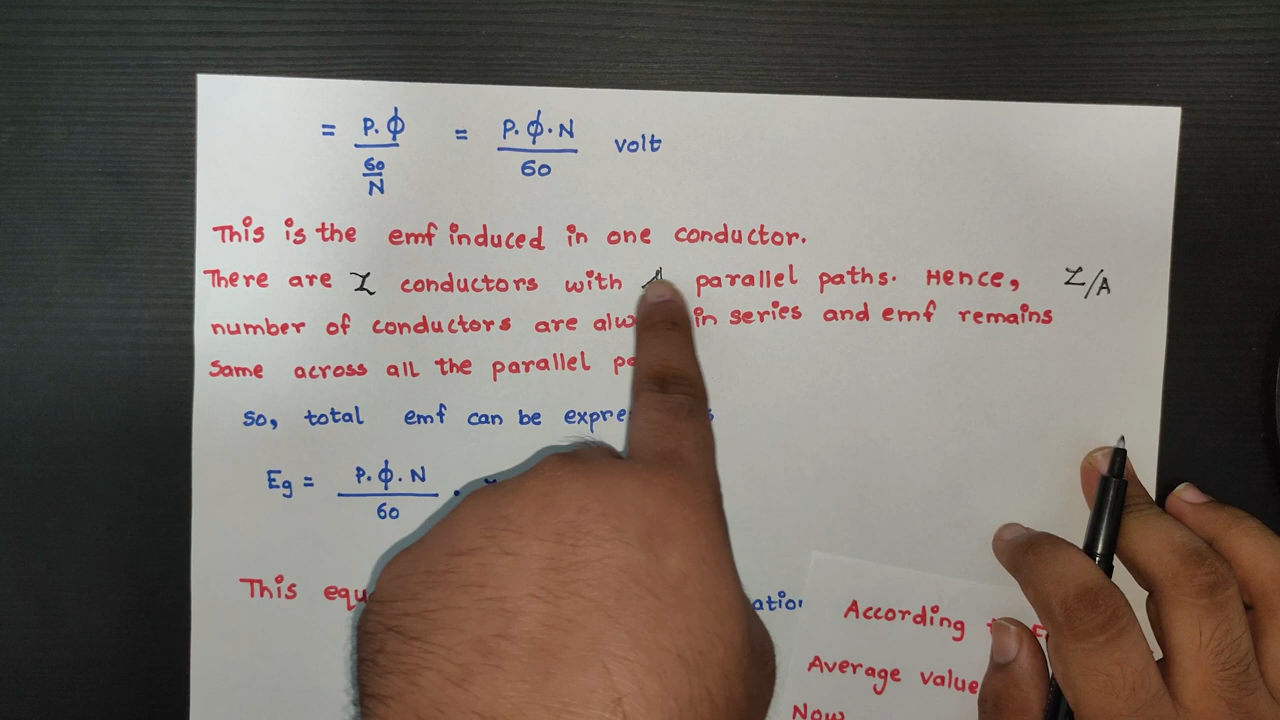 = P.ϕ / 60/N = P.ϕ.N / 60 volt
This is the emf induced in one conductor.
There are Z conductors with A parallel paths. Hence, Z/A
number of conductors are in series and emf remains
Same across all the parallel
So, total emf can be
Eg = P.ϕ.N / 60 .
This
According
Average value
Now